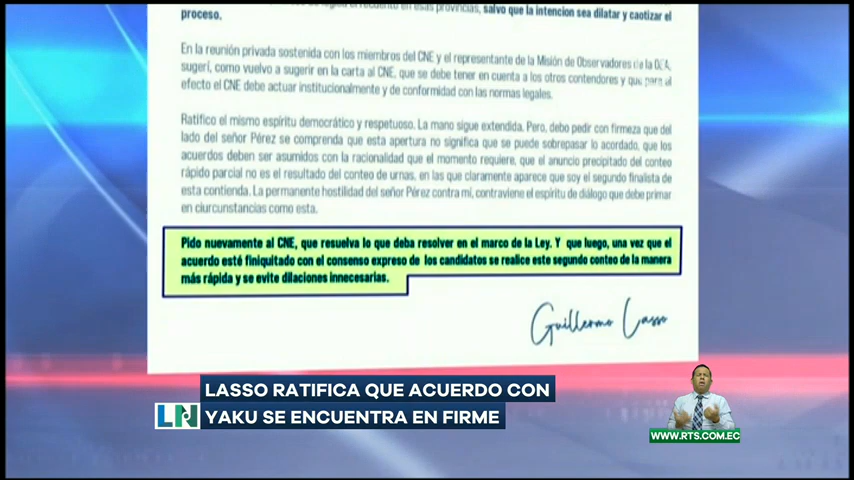 salvo que la intencion sea dilatar y caotizar el
proceso.
En la reunión privada sostenida con los miembros del CNE y el representante de la Misión de Observadores de la OEA,
sugerí, como vuelvo a sugerir en la carta al CNE, que se debe tener en cuenta a los otros contendores y que para el
efecto el CNE debe actuar institucionalmente y de conformidad con las normas legales.
Ratifico el mismo espíritu democrático y respetuoso. La mano sigue extendida. Pero, debo pedir con firmeza que del
lado del señor Pérez se comprenda que esta apertura no significa que se puede sobrepasar lo acordado, que los
acuerdos deben ser asumidos con la racionalidad que el momento requiere, que el anuncio precipitado del conteo
rápido parcial no es el resultado del conteo de urnas, en las que claramente aparece que soy el segundo finalista de
esta contienda. La permanente hostilidad del señor Pérez contra mí, contraviene el espíritu de diálogo que debe primar
en ciurcunstancias como esta.
Pido nuevamente al CNE, que resuelva lo que deba resolver en el marco de la Ley. Y que luego, una vez que el
acuerdo esté finiquitado con el consenso expreso de los candidatos se realice este segundo conteo de la manera
más rápida y se evite dilaciones innecesarias.
Guillermo Lasso
LASSO RATIFICA QUE ACUERDO CON
LN YAKU SE ENCUENTRA EN FIRME
WWW.RTS.COM.EC